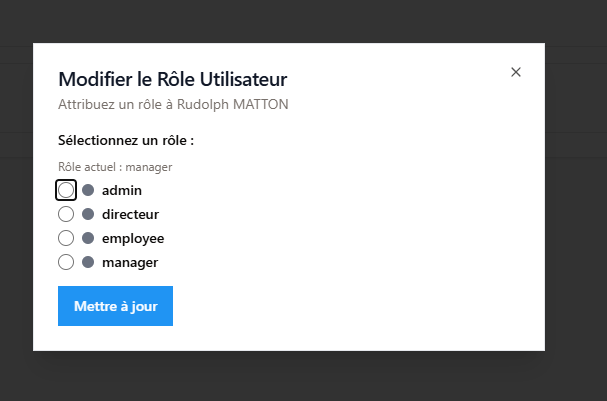 Modifier le Rôle Utilisateur
Attribuez un rôle à Rudolph MATTON
Sélectionnez un rôle :
Rôle actuel : manager
admin
directeur
employee
manager
Mettre à jour